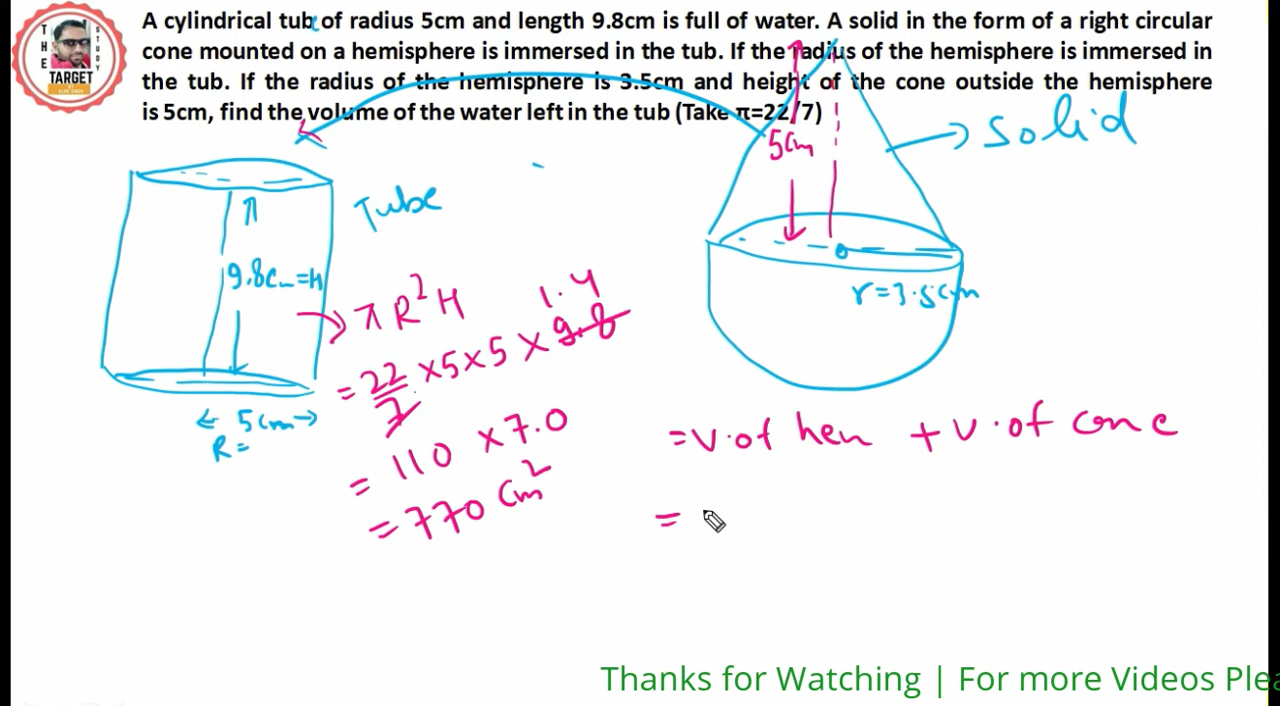 A cylindrical tube of radius 5cm and length 9.8cm is full of water. A solid in the form of a right circular
cone mounted on a hemisphere is immersed in the tub. If the radius of the hemisphere is immersed in
the tub. If the radius of the hemisphere is 3.5cm and height of the cone outside the hemisphere
is 5cm, find the volume of the water left in the tub (Take π=22/7)
THE
STUDY
TARGET
Solid
5cm
Tube
9.8cm=H
r=3.5cm
πR²H
1.4
=22/7 ×5×5×9.8
= 110 ×7.0
= 770 cm²
5cm
R=
=V.of hem + V.of cone
=
Thanks for Watching | For more Videos Plea